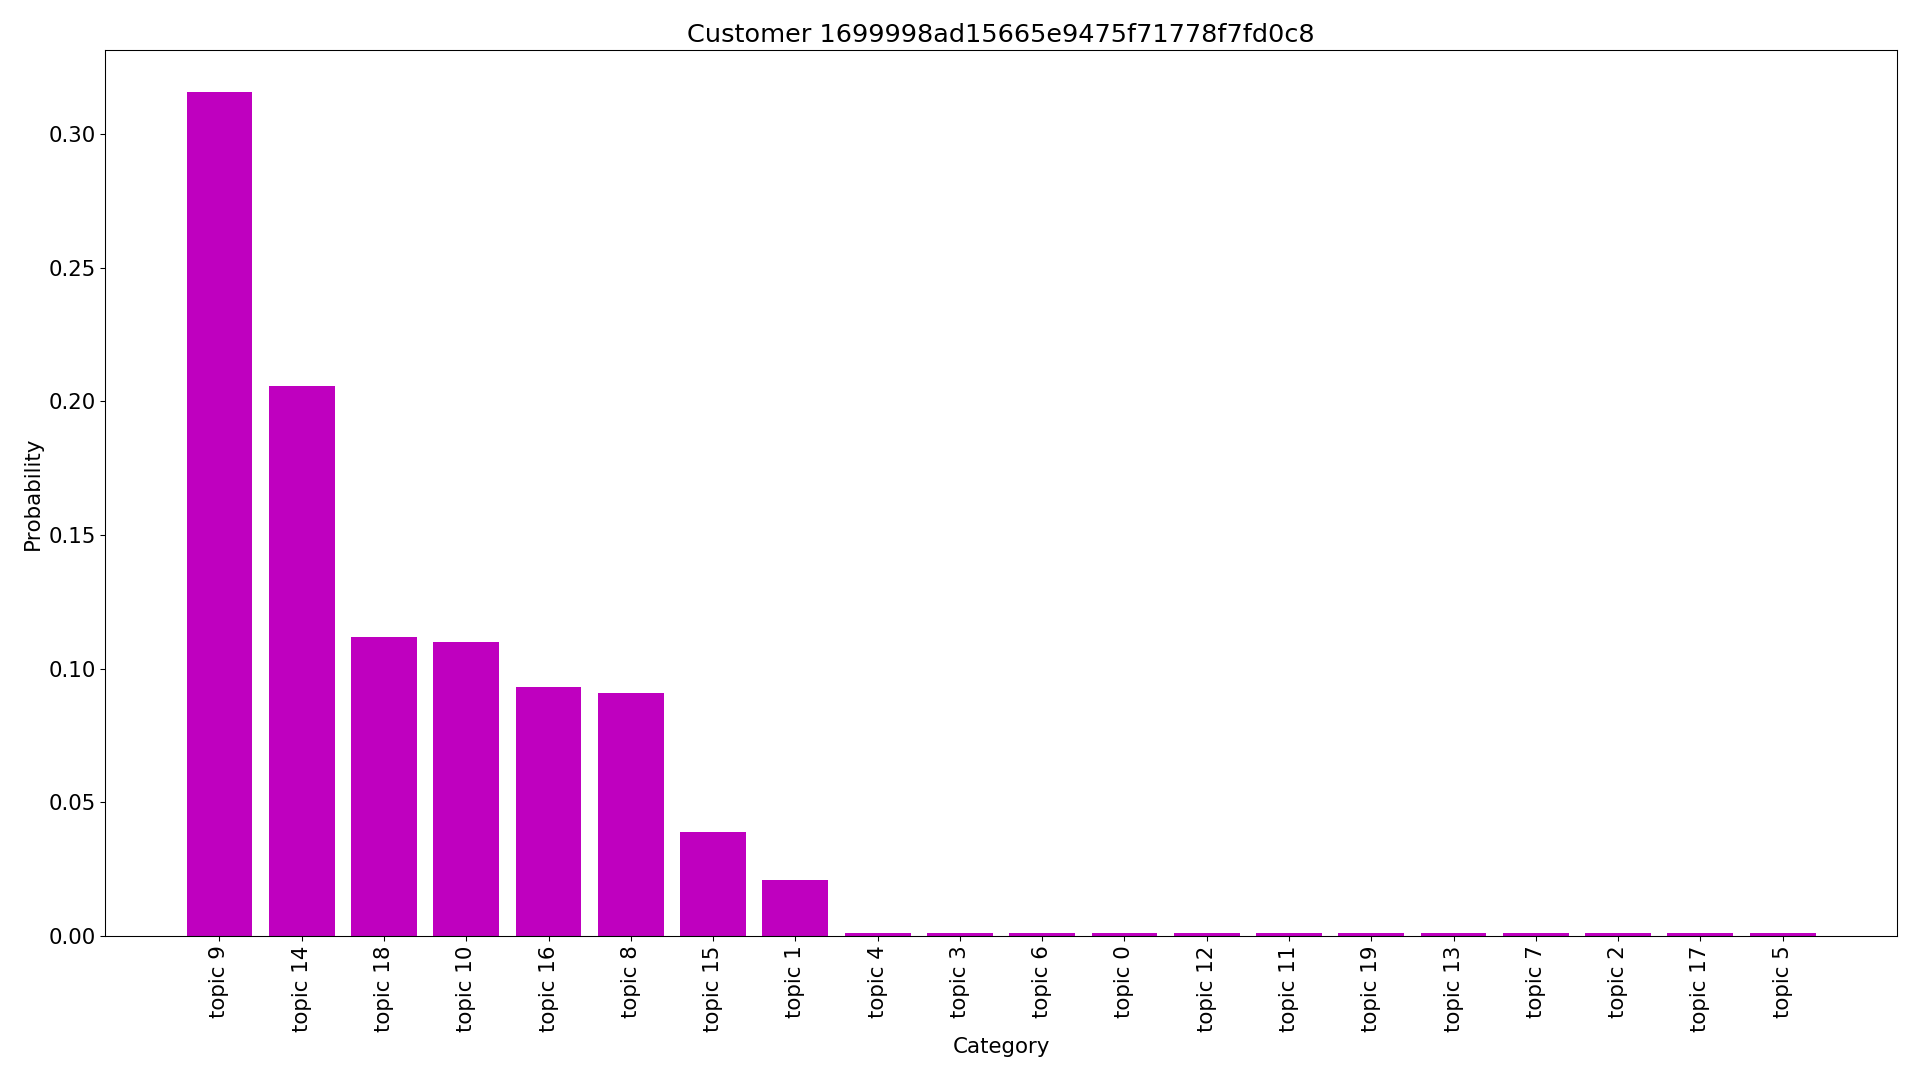 Customer 1699998ad15665e9475f71778f7fd0c8
Probability
0.30
0.25
0.20
0.15
0.10
0.05
0.00
topic 9
topic 14
topic 18
topic 10
topic 16
topic 8
topic 15
topic 1
topic 4
topic 3
topic 6
topic 0
topic 12
topic 11
topic 19
topic 13
topic 7
topic 2
topic 17
topic 5
Category